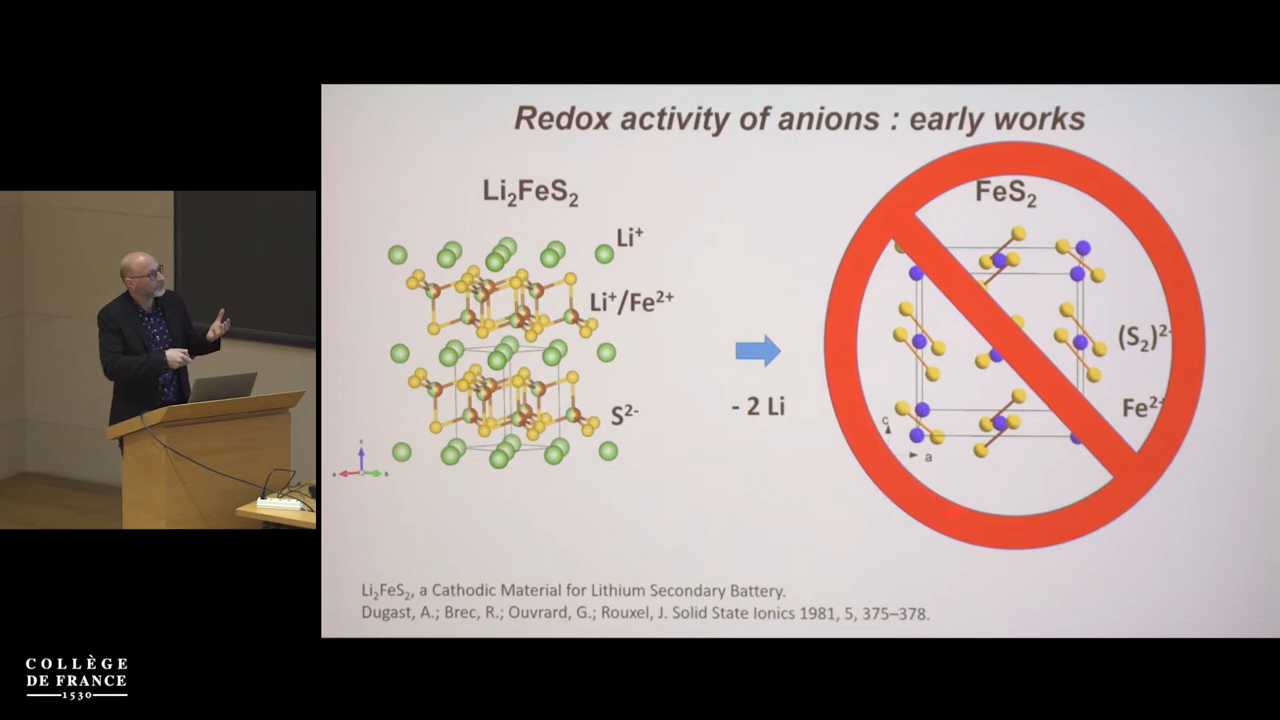 Redox activity of anions : early works
Li₂FeS₂
Li⁺
Li⁺/Fe²⁺
S²⁻
- 2 Li
FeS₂
(S₂)²⁻
Fe²⁺
c
a
Li₂FeS₂, a Cathodic Material for Lithium Secondary Battery.
Dugast, A.; Brec, R.; Ouvrard, G.; Rouxel, J. Solid State Ionics 1981, 5, 375–378.
COLLÈGE
DE FRANCE
1530